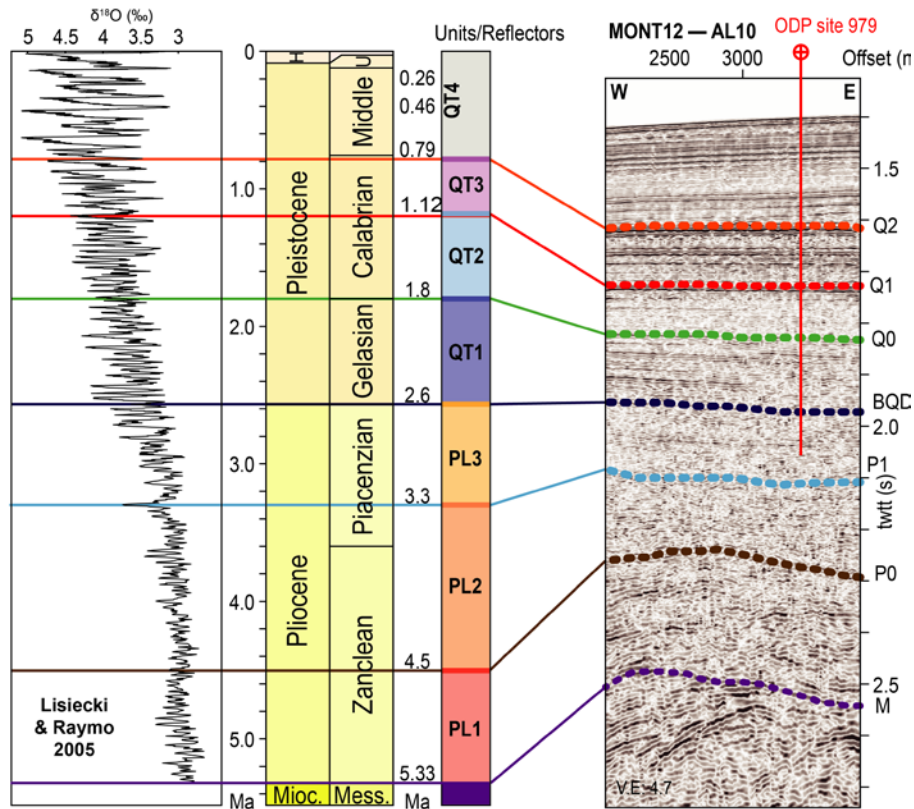 δ¹⁸O (‰)
5 4.5 4 3.5 3
Units/Reflectors
MONT12 — AL10
ODP site 979
2500 3000
Offset (m
W
E
0
1.0
2.0
3.0
4.0
5.0
Ma
H
Pleistocene
Pliocene
Mioc.
U
Middle
Calabrian
Gelasian
Piacenzian
Zanclean
Mess.
0.26
0.46
0.79
1.12
1.8
2.6
3.3
4.5
5.33
Ma
QT4
QT3
QT2
QT1
PL3
PL2
PL1
1.5
Q2
Q1
Q0
BQD
2.0
P1
twtt (s)
P0
2.5
M
V.E. 4.7
Lisiecki
& Raymo
2005